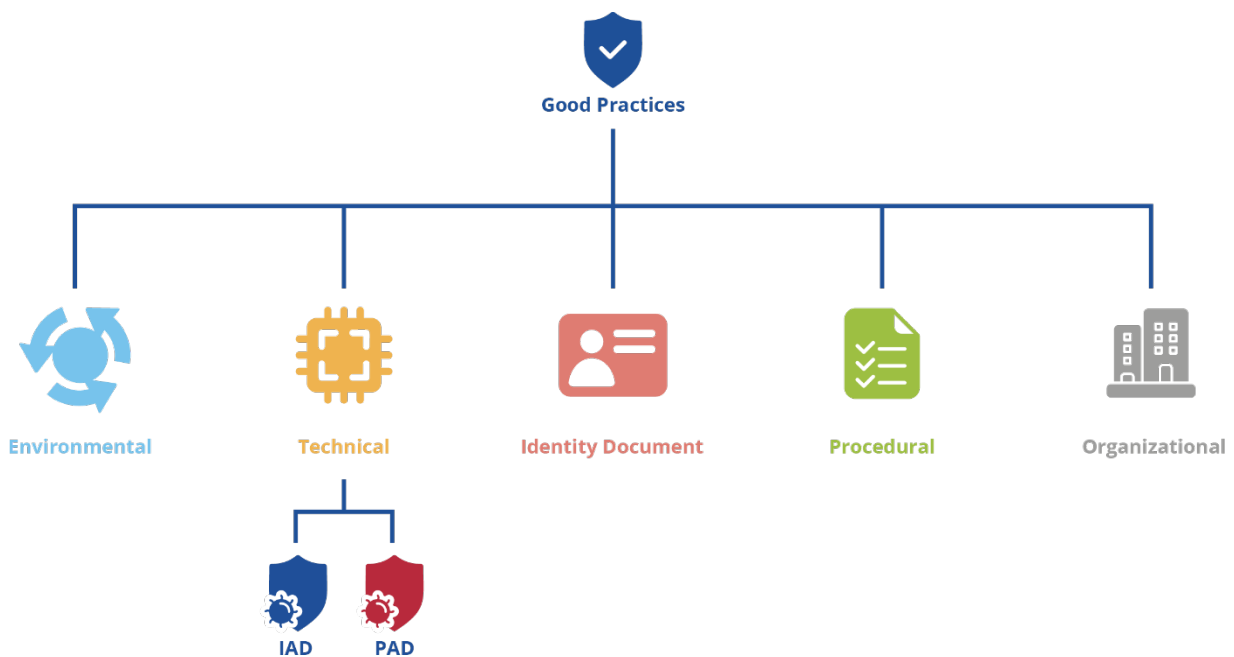 Good Practices
Environmental
Technical
Identity Document
Procedural
Organizational
IAD
PAD